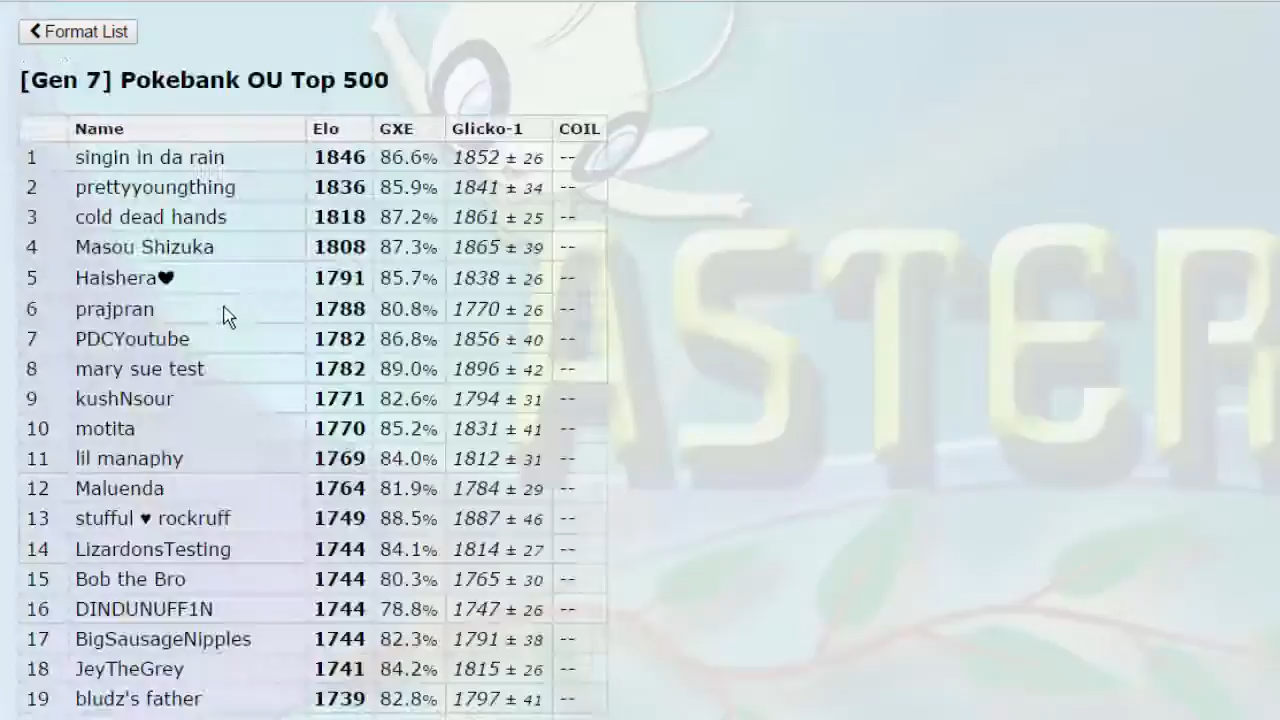 Format List
[Gen 7] Pokebank OU Top 500
Name Elo GXE Glicko-1 COIL
1 singin in da rain 1846 86.6% 1852 ± 26 --
2 prettyyoungthing 1836 85.9% 1841 ± 34 --
3 cold dead hands 1818 87.2% 1861 ± 25 --
4 Masou Shizuka 1808 87.3% 1865 ± 39 --
5 Haishera♥ 1791 85.7% 1838 ± 26 --
6 prajpran 1788 80.8% 1770 ± 26 --
7 PDCYoutube 1782 86.8% 1856 ± 40 --
8 mary sue test 1782 89.0% 1896 ± 42 --
9 kushNsour 1771 82.6% 1794 ± 31 --
10 motita 1770 85.2% 1831 ± 41 --
11 lil manaphy 1769 84.0% 1812 ± 31 --
12 Maluenda 1764 81.9% 1784 ± 29 --
13 stufful ♥ rockruff 1749 88.5% 1887 ± 46 --
14 LizardonsTesting 1744 84.1% 1814 ± 27 --
15 Bob the Bro 1744 80.3% 1765 ± 30 --
16 DINDUNUFF1N 1744 78.8% 1747 ± 26 --
17 BigSausageNipples 1744 82.3% 1791 ± 38 --
18 JeyTheGrey 1741 84.2% 1815 ± 26 --
19 bludz's father 1739 82.8% 1797 ± 41 --
ASTER